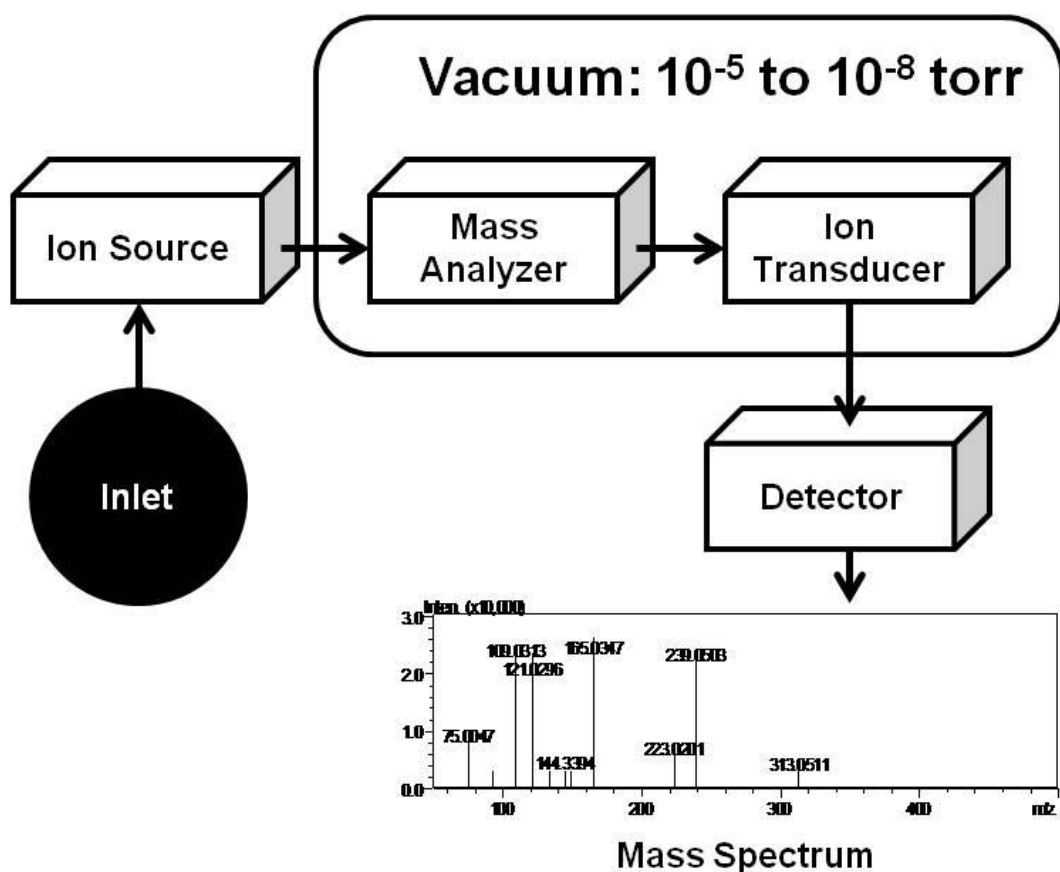 Vacuum: 10⁻⁵ to 10⁻⁸ torr
Ion Source
Mass
Analyzer
Ion
Transducer
Inlet
Detector
Inten. (x10,000)
3.0
2.0
1.0
0.0
75.0047
109.0313
121.0296
144.3394
165.0347
223.0201
239.0503
313.0511
100
200
300
400
m/z
Mass Spectrum